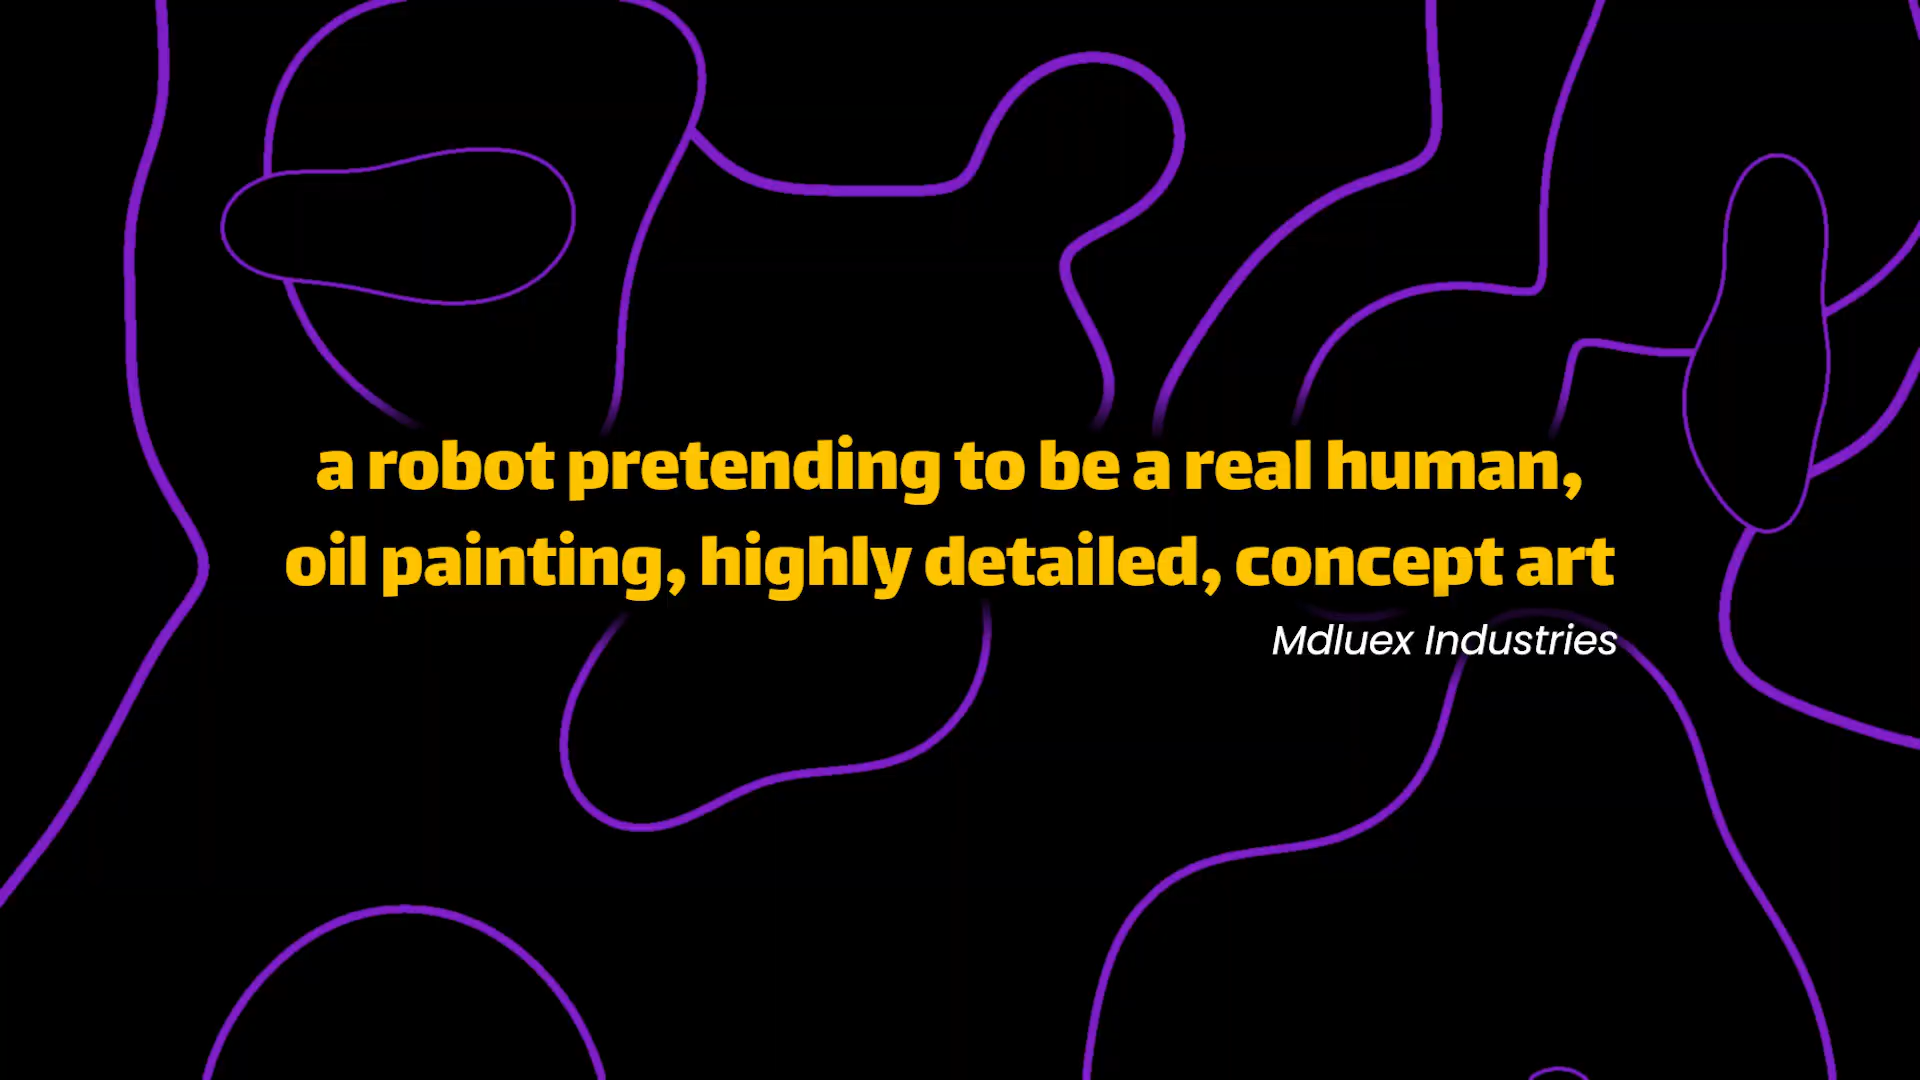 a robot pretending to be a real human,
oil painting, highly detailed, concept art
Mdluex Industries